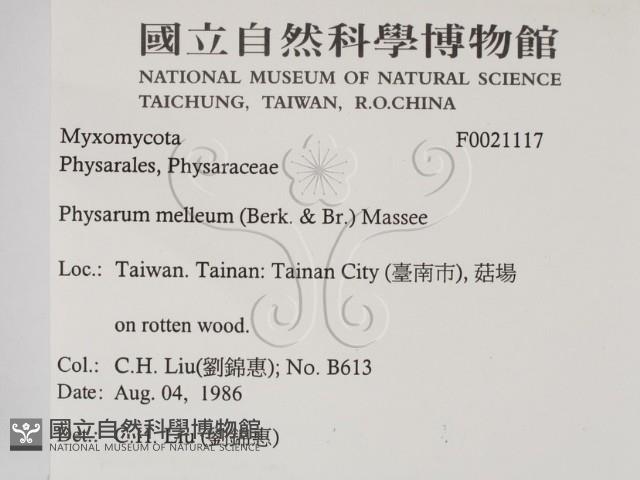 國立自然科學博物館
NATIONAL MUSEUM OF NATURAL SCIENCE
TAICHUNG, TAIWAN, R.O.CHINA
Myxomycota F0021117
Physarales, Physaraceae
Physarum melleum (Berk. & Br.) Massee
Loc.: Taiwan. Tainan: Tainan City (臺南市), 菇場
on rotten wood.
Col.: C.H. Liu(劉錦惠); No. B613
Date: Aug. 04, 1986
Det.: C.H. Liu (劉錦惠)
國立自然科學博物館
NATIONAL MUSEUM OF NATURAL SCIENCE